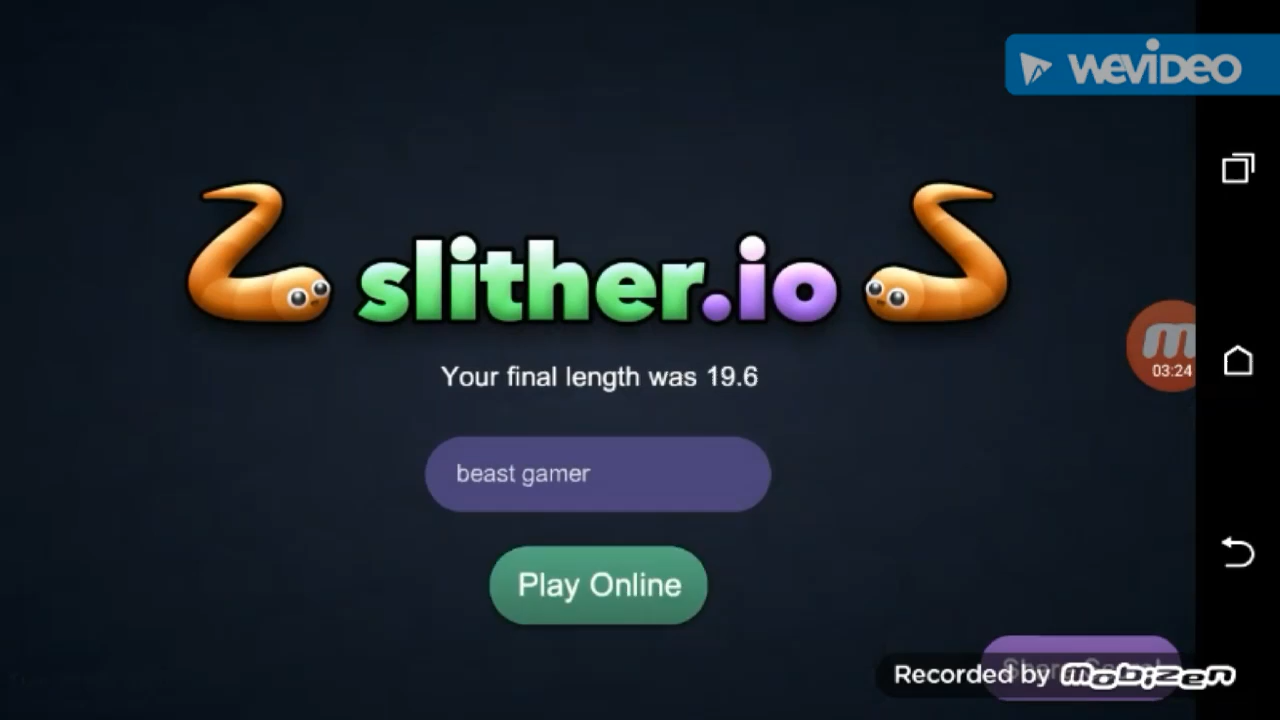 WEVIDEO
slither.io
Your final length was 19.6
03:24
beast gamer
Play Online
Recorded by mobizen